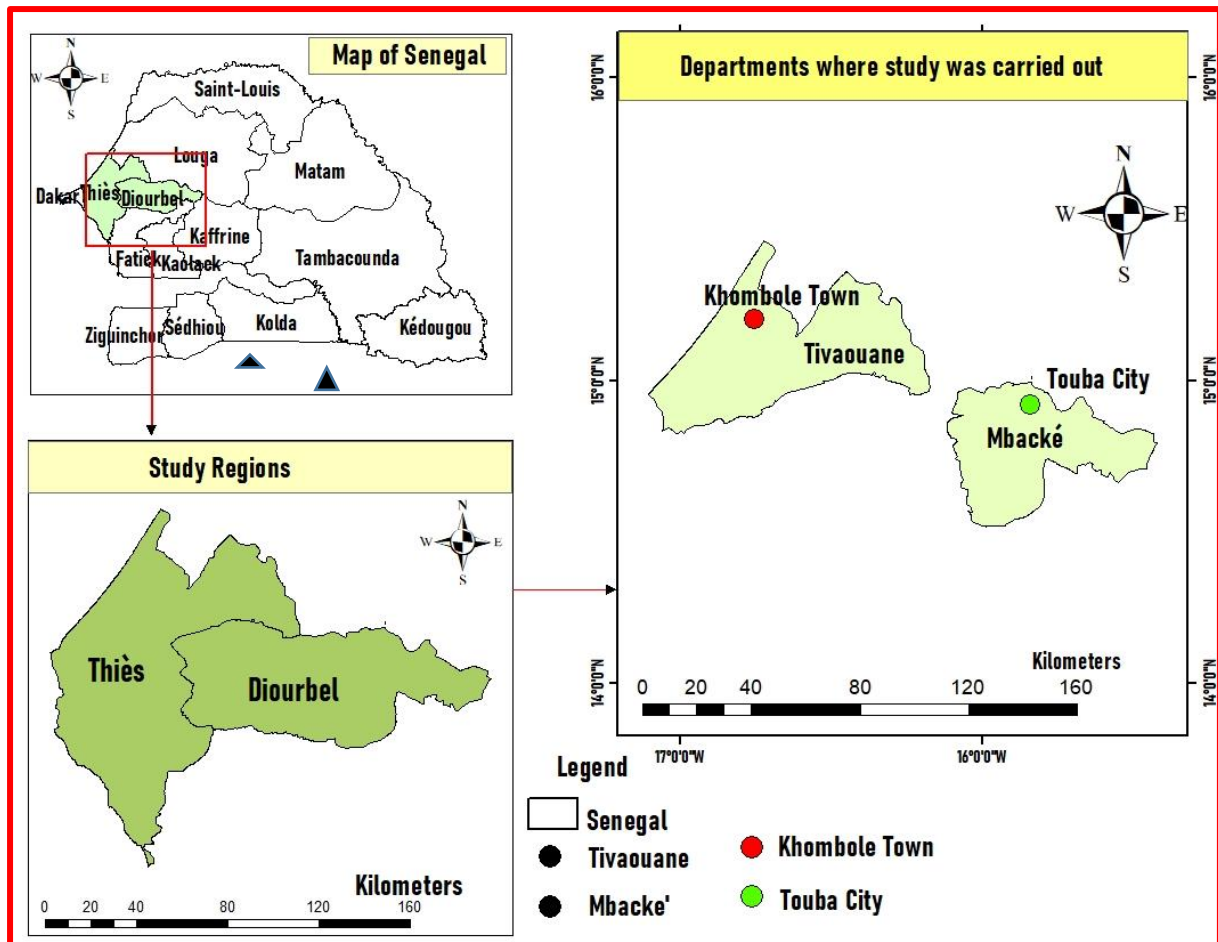 Map of Senegal
N
W E
S
Saint-Louis
Louga
Matam
Dakar
Thiès
Diourbel
Kaffrine
Fatiek
Kaolack
Tambacounda
Ziguinchor
Sédhiou
Kolda
Kédougou
Study Regions
N
W E
S
Thiès
Diourbel
Kilometers
0 20 40 80 120 160
Departments where study was carried out
16°0'0"N
16°0'0"N
N
W E
S
Khombole Town
Tivaouane
15°0'0"N
15°0'0"N
Touba City
Mbacké
Kilometers
0 20 40 80 120 160
14°0'0"N
14°0'0"N
17°0'0"W
16°0'0"W
Legend
Senegal
Tivaouane
Mbacke'
Khombole Town
Touba City